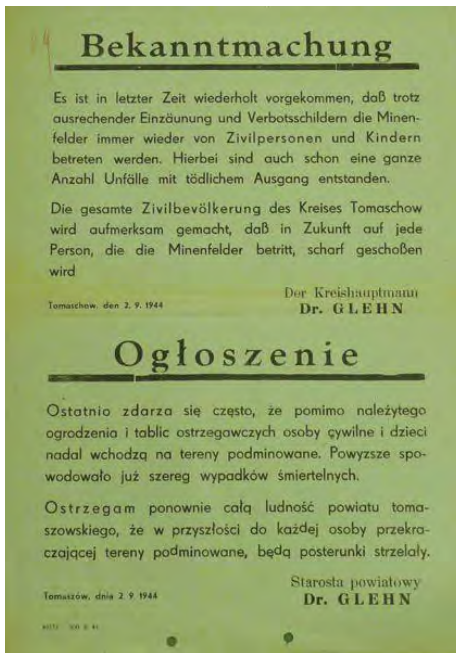 Bekanntmachung
Es ist in letzter Zeit wiederholt vorgekommen, daß trotz
ausrechender Einzäunung und Verbotsschildern die Minen-
felder immer wieder von Zivilpersonen und Kindern
betreten werden. Hierbei sind auch schon eine ganze
Anzahl Unfälle mit tödlichem Ausgang entstanden.
Die gesamte Zivilbevölkerung des Kreises Tomaschow
wird aufmerksam gemacht, daß in Zukunft auf jede
Person, die die Minenfelder betritt, scharf geschoßen
wird
Der Kreishauptmann
Tomaschow, den 2. 9. 1944
Dr. GLEHN
Ogłoszenie
Ostatnio zdarza się często, że pomimo należytego
ogrodzenia i tablic ostrzegawczych osoby çywilne i dzieci
nadal wchodzą na tereny podminowane. Powyzsze spo-
wodowało już szereg wypadków śmiertelnych.
Ostrzegam ponownie całą ludność powiatu toma-
szowskiego, że w przyszłości do każdej osoby przekra-
czającej tereny podminowane, będą posterunki strzelały.
Starosta powiatowy
Tomaszów, dnia 2 9. 1944
Dr. GLEHN